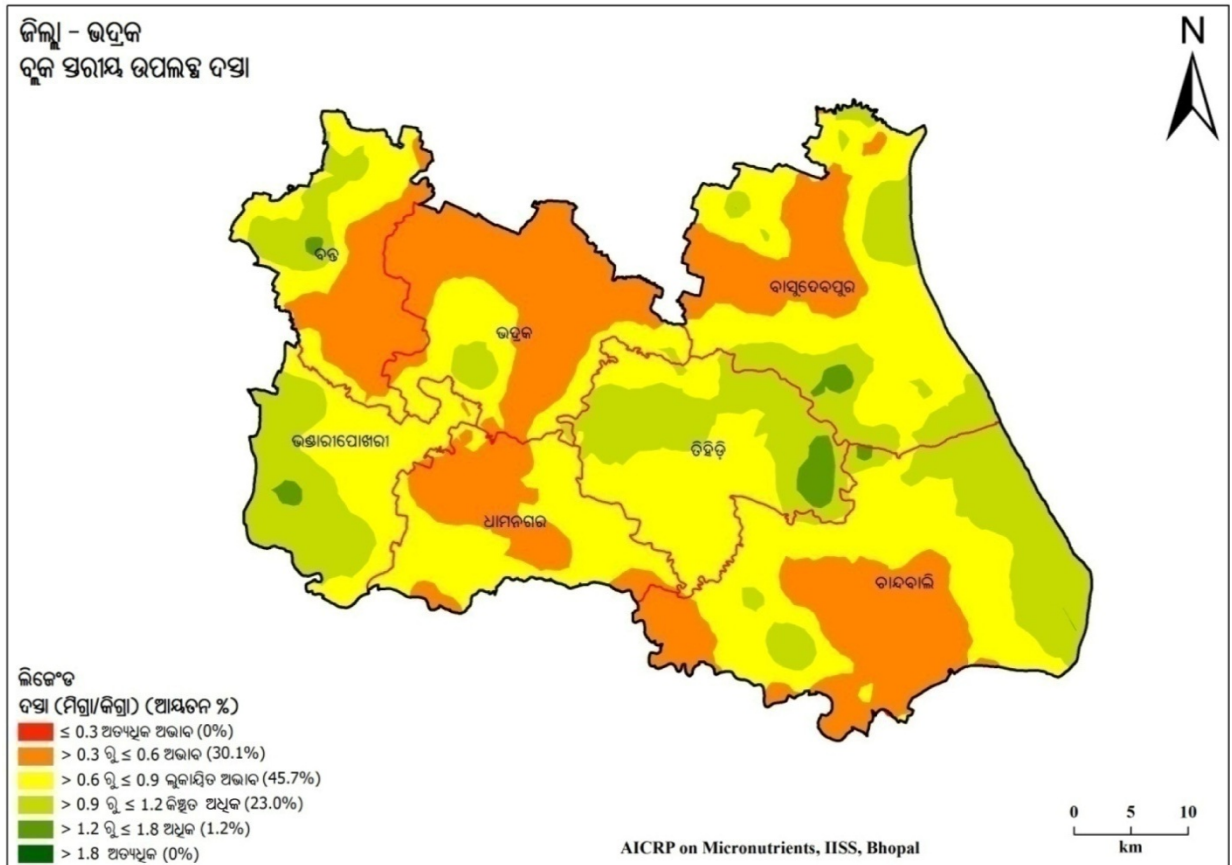 ଜିଲ୍ଲା - ଭଦ୍ରକ
ବ୍ଲକ ସ୍ତରୀୟ ଉପଲବ୍ଧ ଦସ୍ତା
N
ବନ୍ତ
ବାସୁଦେବପୁର
ଭଦ୍ରକ
ଭଣ୍ଡାରୀପୋଖରୀ
ତିହିଡ଼ି
ଧାମନଗର
ଚାନ୍ଦବାଲି
ଲିଜେଂଡ
ଦସ୍ତା (ମିଗ୍ରା/କିଗ୍ରା) (ଆୟତନ %)
≤ 0.3 ଅତ୍ୟଧିକ ଅଭାବ (0%)
> 0.3 ରୁ ≤ 0.6 ଅଭାବ (30.1%)
> 0.6 ରୁ ≤ 0.9 ଲୁକାୟିତ ଅଭାବ (45.7%)
> 0.9 ରୁ ≤ 1.2 କିଞ୍ଚିତ ଅଧିକ (23.0%)
> 1.2 ରୁ ≤ 1.8 ଅଧିକ (1.2%)
> 1.8 ଅତ୍ୟଧିକ (0%)
AICRP on Micronutrients, IISS, Bhopal
0 5 10
km